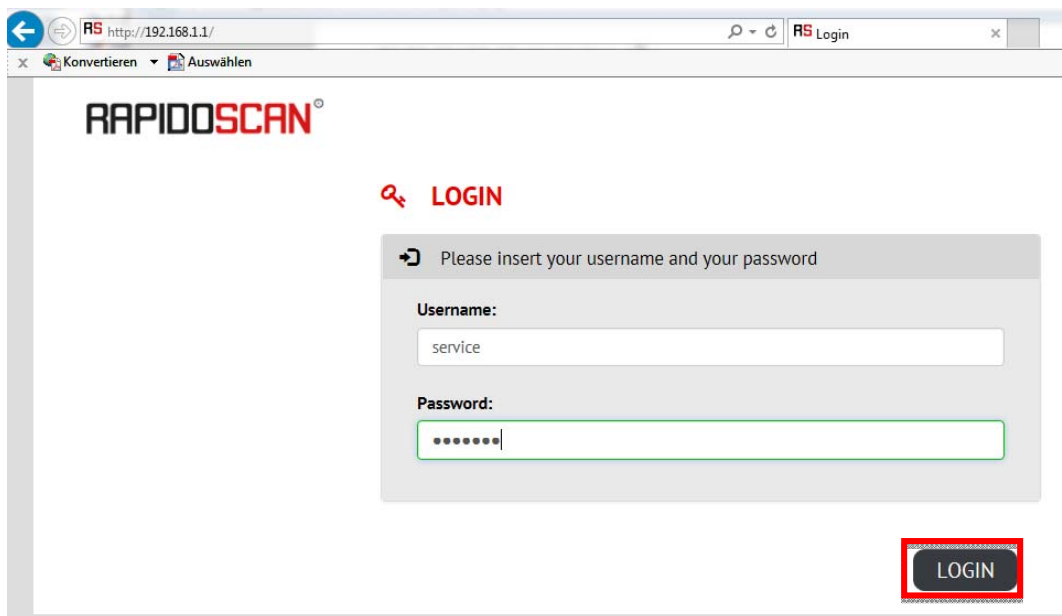 RS http://192.168.1.1/
RS Login
x Konvertieren Auswählen
RAPIDOSCAN®
LOGIN
Please insert your username and your password
Username:
service
Password:
•••••••
LOGIN